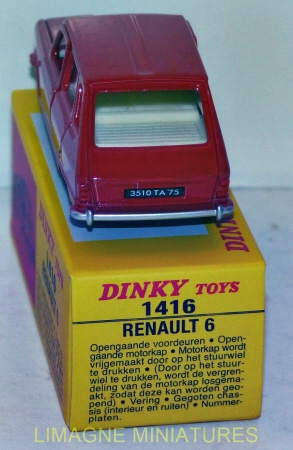 3510 TA 75
DINKY TOYS
1416
RENAULT 6
Opengaande voordeuren • Open-
gaande motorkap • Motorkap wordt
vrijgemaakt door op het stuurwiel
te drukken • (Door op het stuur-
wiel te drukken, wordt de vergren-
deling van de motorkap losgema-
akt, zodat deze kan worden geo-
pend) • Vering • Gegoten chas-
sis (interieur en ruiten) • Nummer-
platen.
LIMAGNE MINIATURES